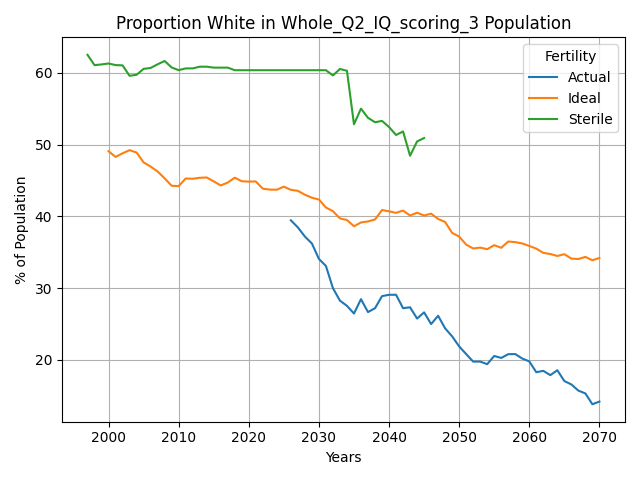 Proportion White in Whole_Q2_IQ_scoring_3 Population
Fertility
Actual
Ideal
Sterile
% of Population
60
50
40
30
20
2000 2010 2020 2030 2040 2050 2060 2070
Years